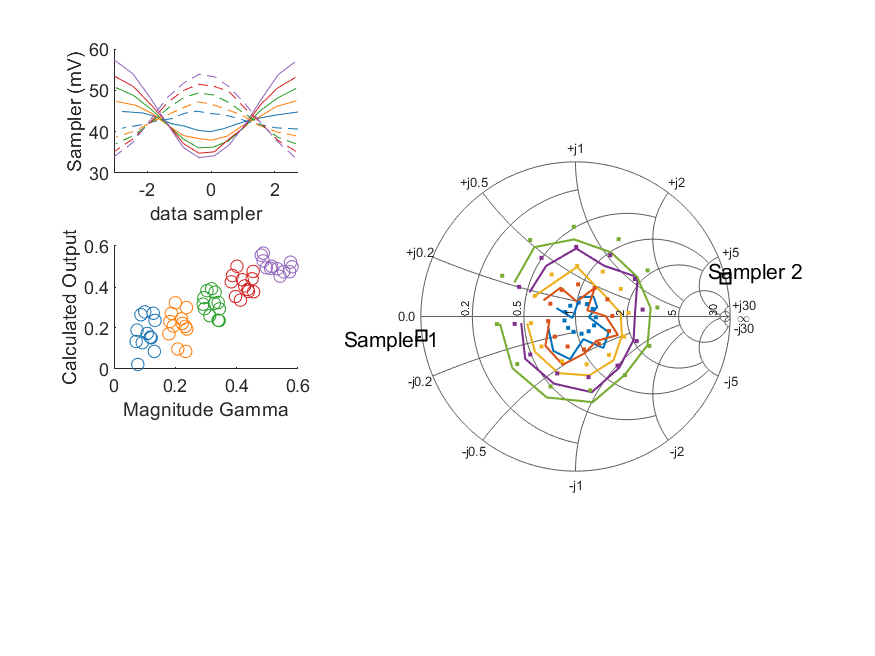 60
50
40
30
Sampler (mV)
-2
0
2
data sampler
0.6
0.4
0.2
0
Calculated Output
0
0.2
0.4
0.6
Magnitude Gamma
+j1
+j0.5
+j2
+j0.2
+j5
Sampler 2
0.0
0.2
0.5
1
2
5
30
+j30
∞
-j30
Sampler 1
-j0.2
-j5
-j0.5
-j2
-j1